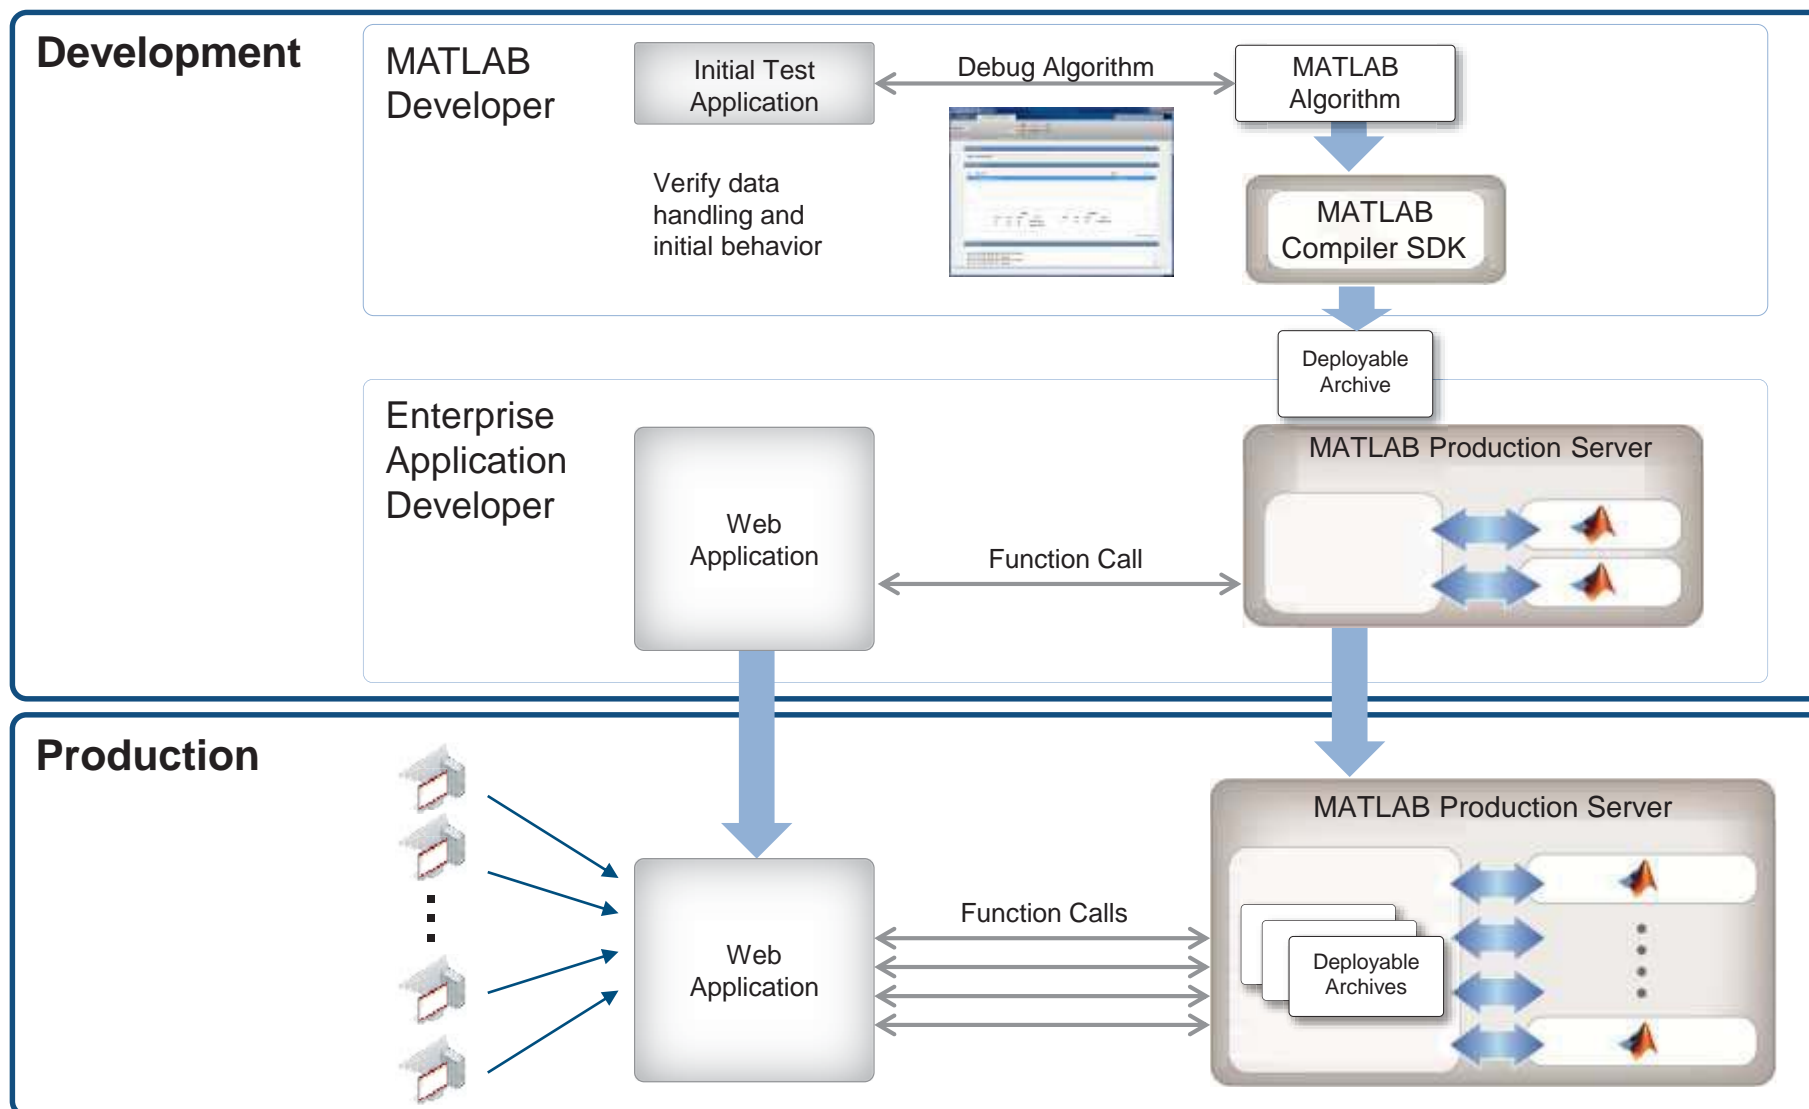 Development
MATLAB
Developer
Initial Test
Application
Debug Algorithm
MATLAB
Algorithm
Verify data
handling and
initial behavior
MATLAB
Compiler SDK
Deployable
Archive
Enterprise
Application
Developer
Web
Application
Function Call
MATLAB Production Server
Production
Web
Application
Function Calls
MATLAB Production Server
Deployable
Archives